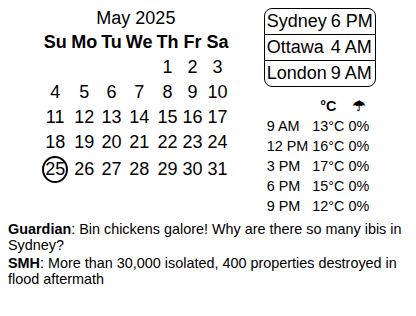 May 2025
Su Mo Tu We Th Fr Sa
1 2 3
4 5 6 7 8 9 10
11 12 13 14 15 16 17
18 19 20 21 22 23 24
25 26 27 28 29 30 31
Sydney 6 PM
Ottawa 4 AM
London 9 AM
°C ☂
9 AM 13°C 0%
12 PM 16°C 0%
3 PM 17°C 0%
6 PM 15°C 0%
9 PM 12°C 0%
Guardian: Bin chickens galore! Why are there so many ibis in
Sydney?
SMH: More than 30,000 isolated, 400 properties destroyed in
flood aftermath